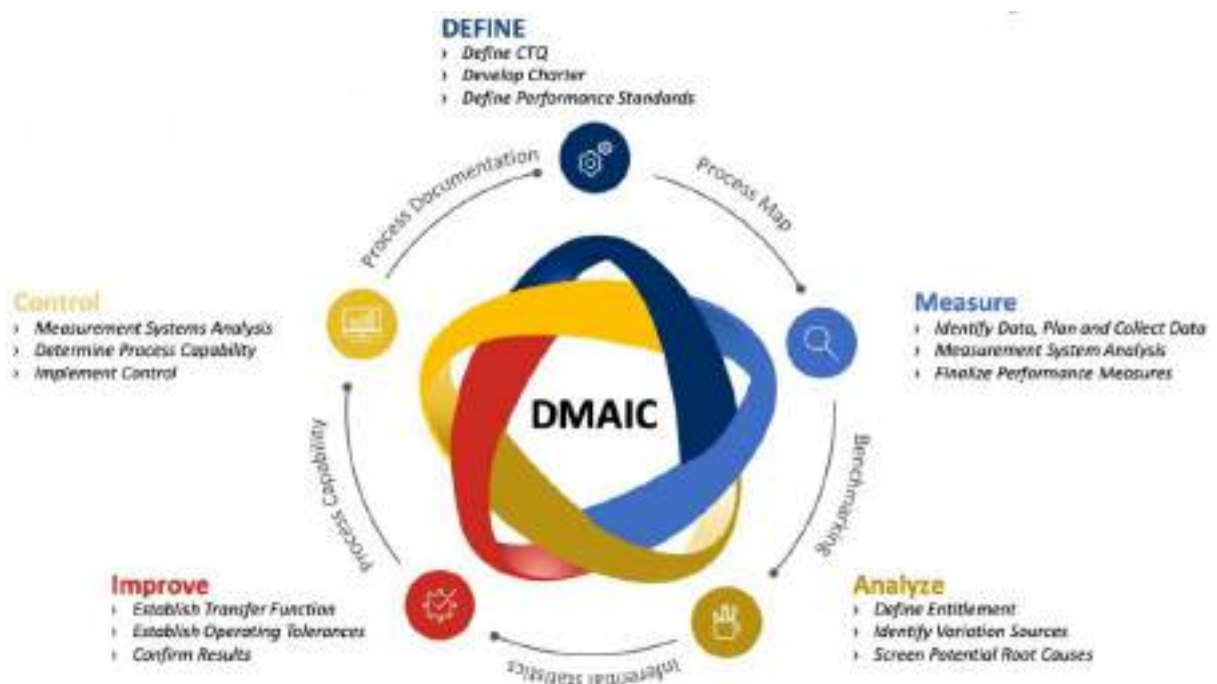 DEFINE
› Define CTQ
› Develop Charter
› Define Performance Standards
Process Documentation
Process Map
Control
› Measurement Systems Analysis
› Determine Process Capability
› Implement Control
Measure
› Identify Data, Plan and Collect Data
› Measurement System Analysis
› Finalize Performance Measures
DMAIC
Process Capability
Benchmarking
Improve
› Establish Transfer Function
› Establish Operating Tolerances
› Confirm Results
Analyze
› Define Entitlement
› Identify Variation Sources
› Screen Potential Root Causes
Inferential Statistics